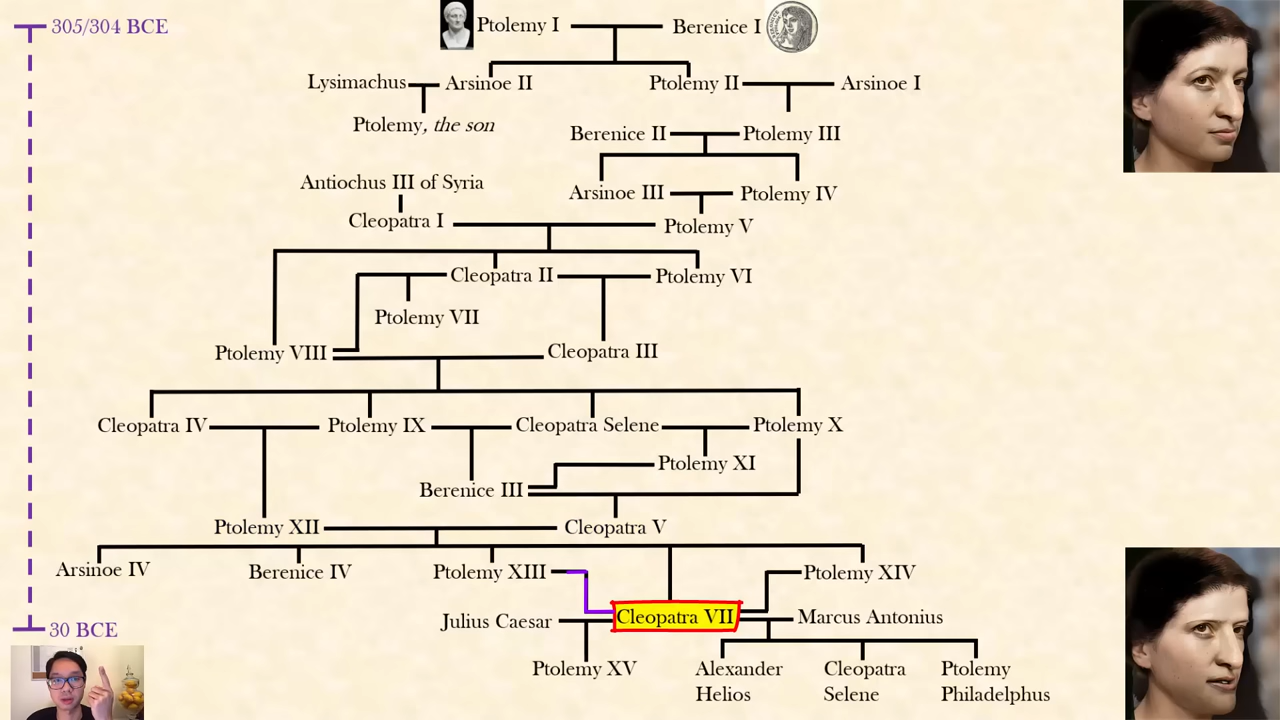 305/304 BCE
Ptolemy I
Berenice I
Lysimachus
Arsinoe II
Ptolemy II
Arsinoe I
Ptolemy, the son
Berenice II
Ptolemy III
Antiochus III of Syria
Arsinoe III
Ptolemy IV
Cleopatra I
Ptolemy V
Cleopatra II
Ptolemy VI
Ptolemy VII
Ptolemy VIII
Cleopatra III
Cleopatra IV
Ptolemy IX
Cleopatra Selene
Ptolemy X
Ptolemy XI
Berenice III
Ptolemy XII
Cleopatra V
Arsinoe IV
Berenice IV
Ptolemy XIII
Ptolemy XIV
Julius Caesar
Cleopatra VII
Marcus Antonius
30 BCE
Ptolemy XV
Alexander
Helios
Cleopatra
Selene
Ptolemy
Philadelphus